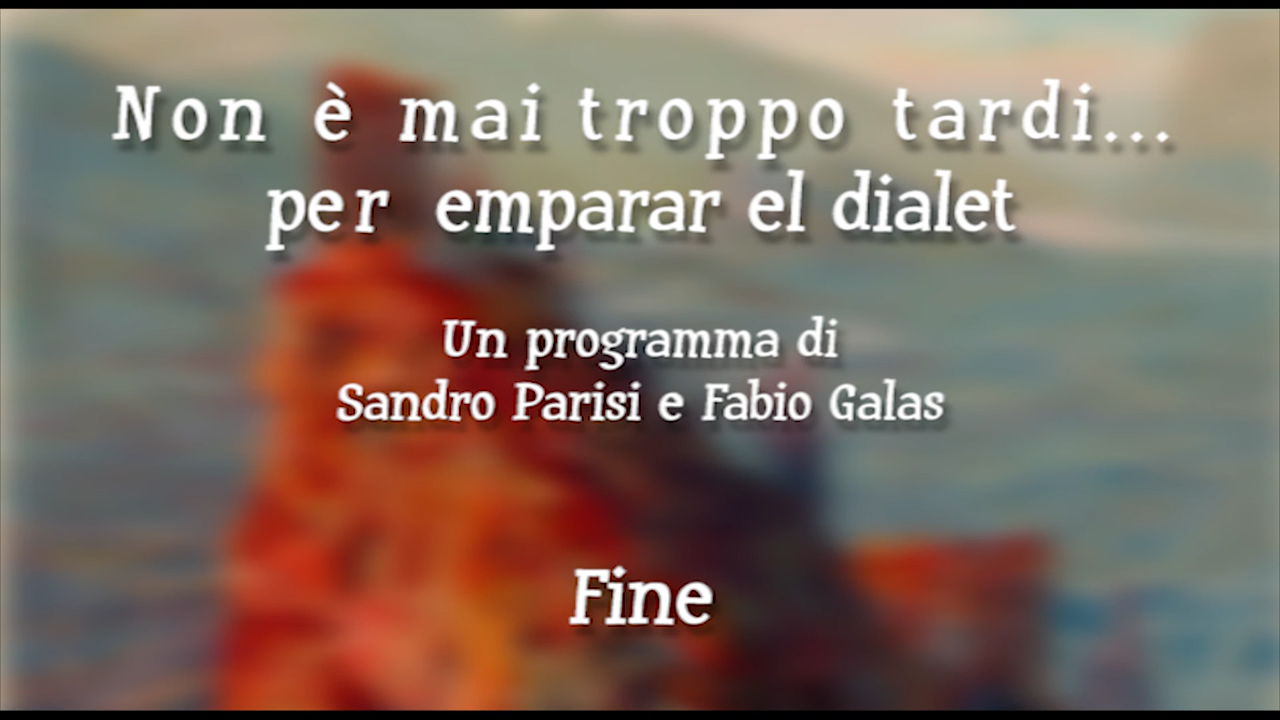 Non è mai troppo tardi...
per emparar el dialet
Un programma di
Sandro Parisi e Fabio Galas
Fine